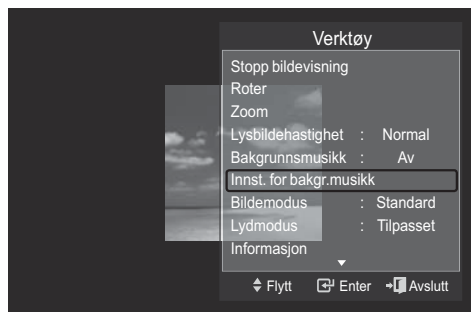 Verktøy
Stopp bildevisning
Roter
Zoom
Lysbildehastighet : Normal
Bakgrunnsmusikk : Av
Innst. for bakgr.musikk
Bildemodus : Standard
Lydmodus : Tilpasset
Informasjon
Flytt Enter Avslutt